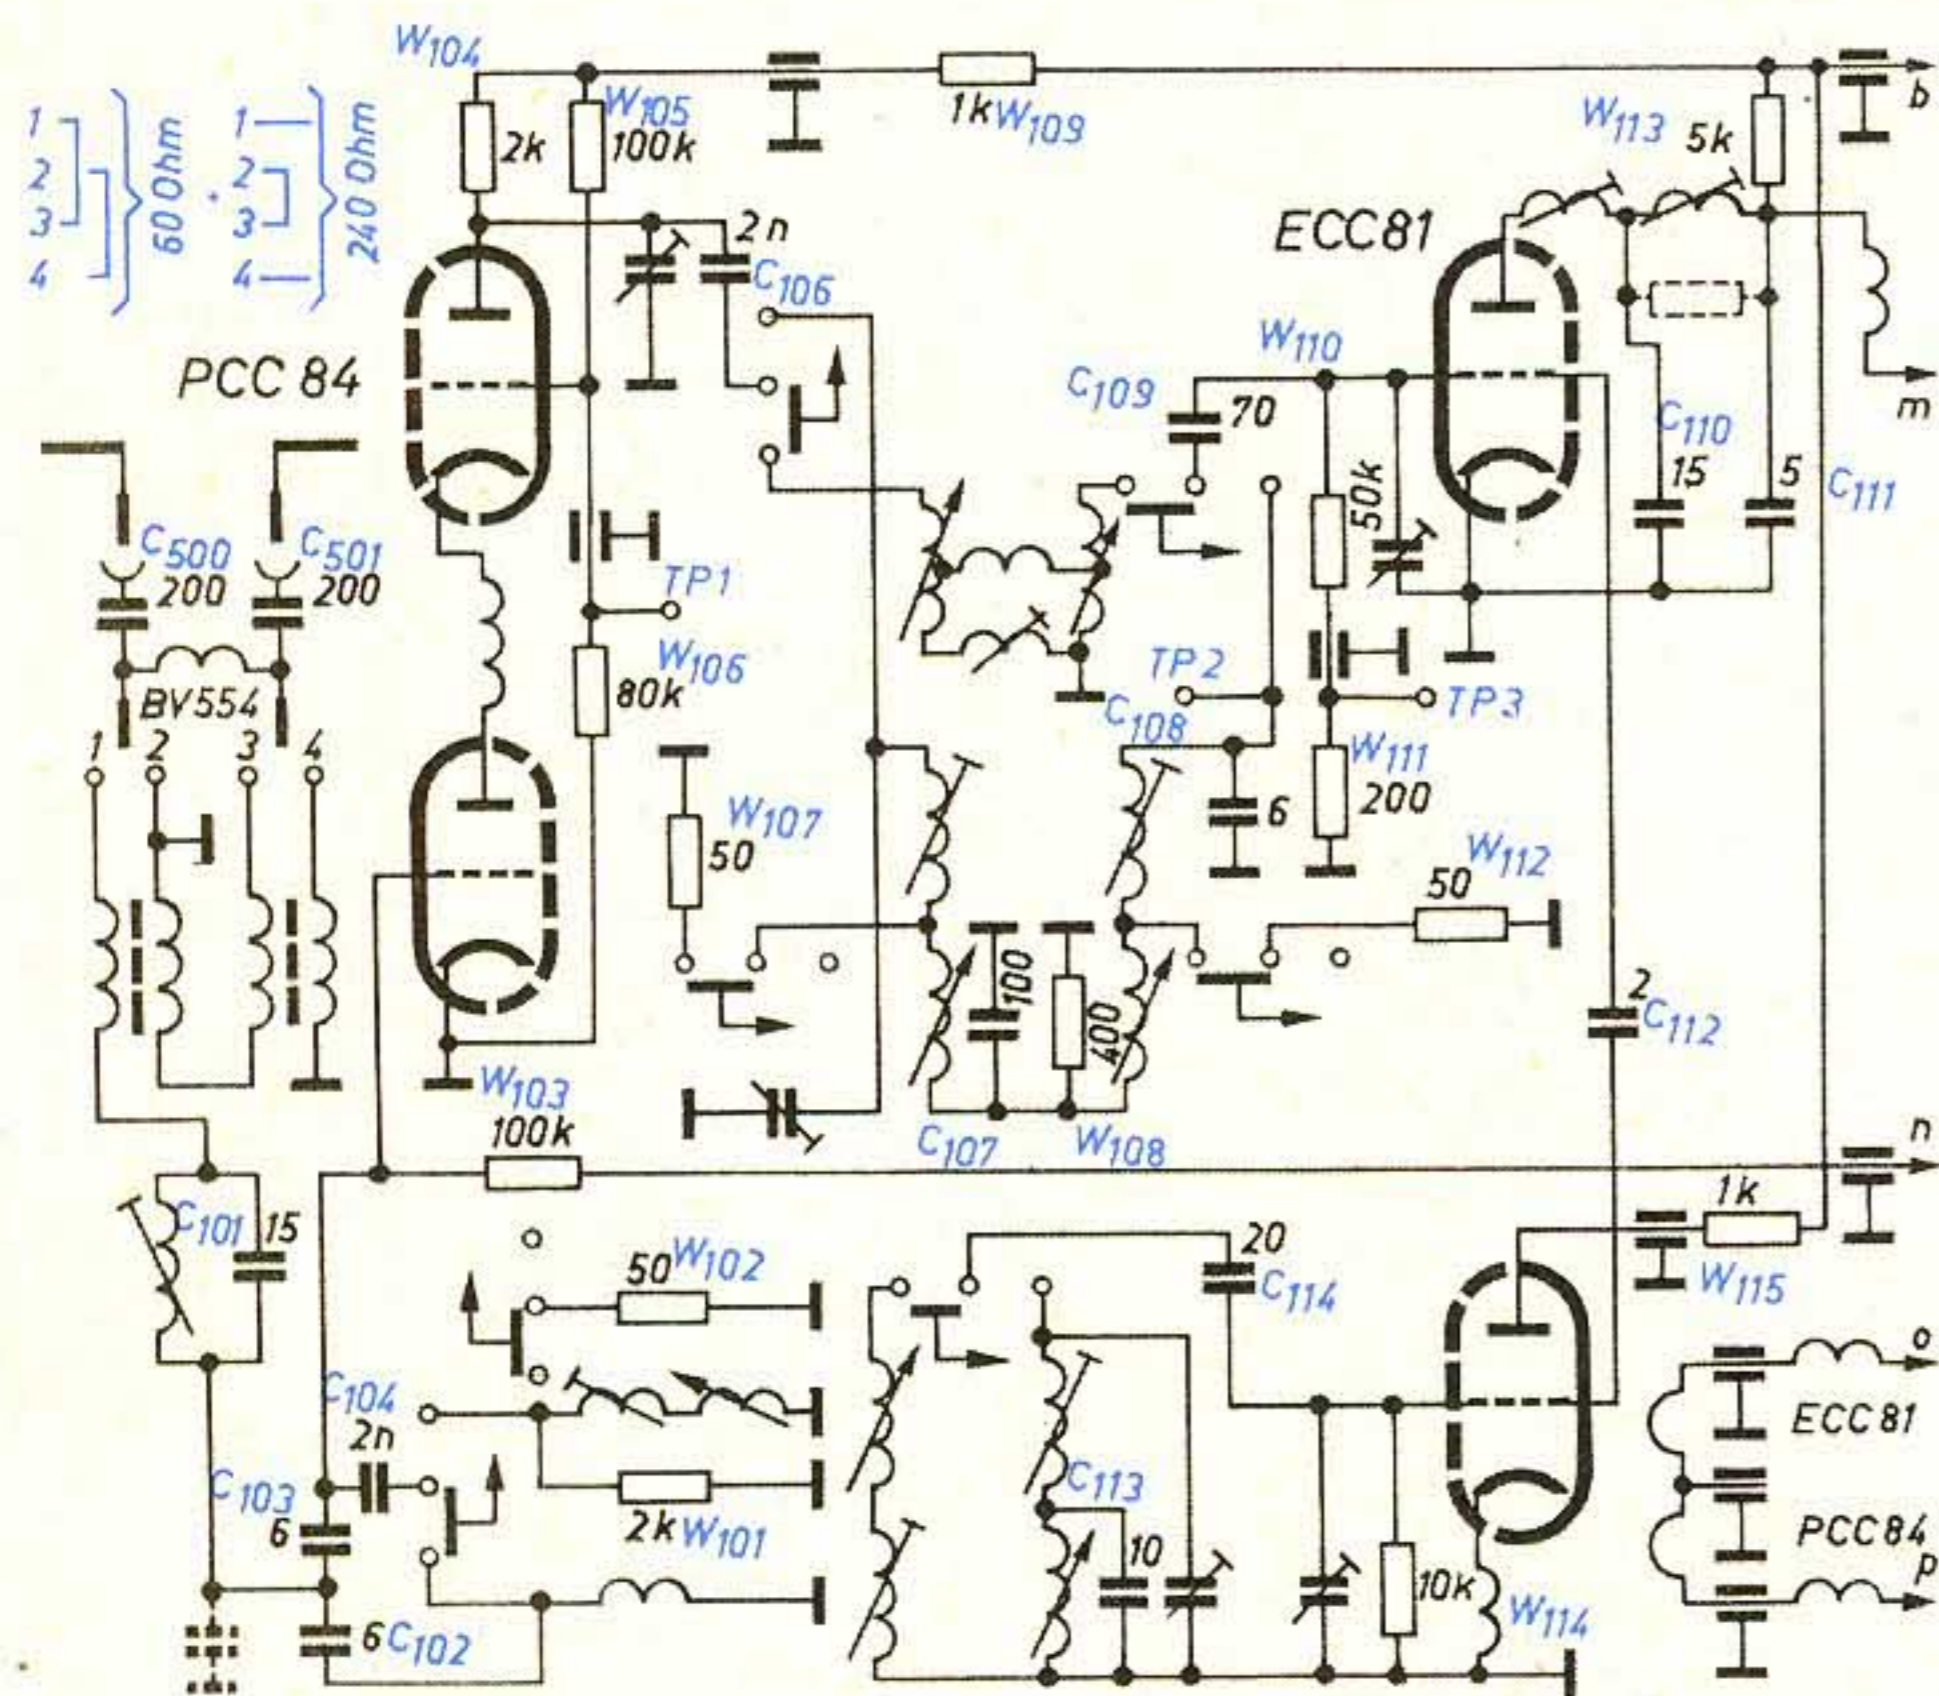 W104
1
2
3
4
60 Ohm
1
2
3
4
240 Ohm
2k
W105
100k
1k W109
b
W113
5k
2n
C106
ECC81
PCC 84
W110
C109
70
m
C110
15
5
C111
50k
C500
200
C501
200
TP1
W106
80k
BV554
1
2
3
4
TP2
C108
TP3
W111
200
6
W107
50
W112
50
100
400
2
C112
W103
100k
C107
W108
n
C101
15
50 W102
20
C114
1k
W115
o
ECC81
C104
2n
C103
6
2k W101
C113
10
PCC84
p
10k
W114
6 C102